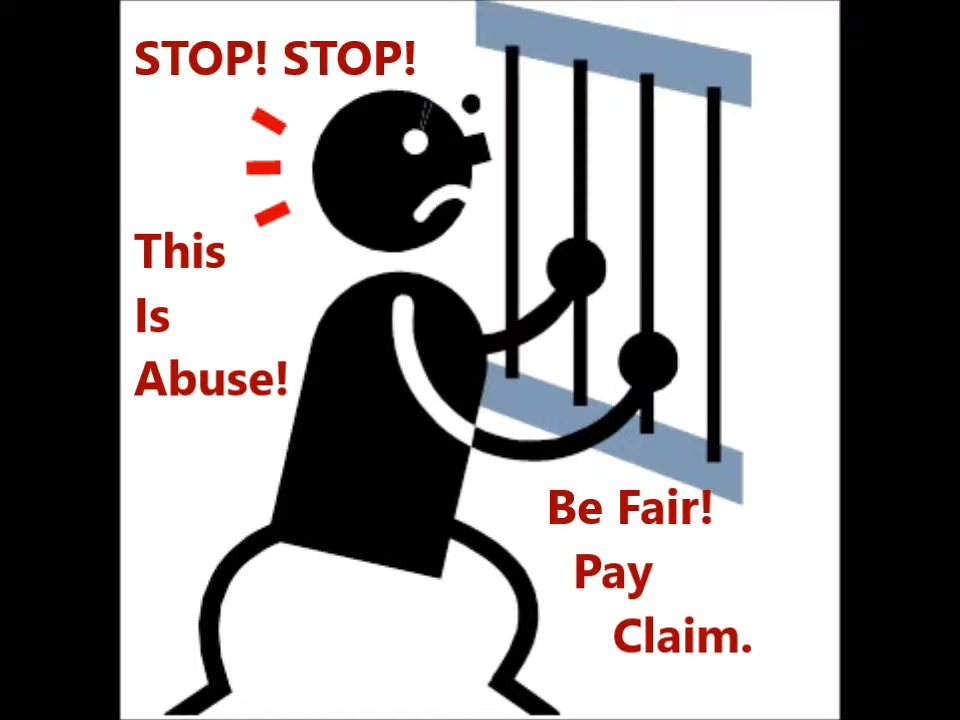 STOP! STOP!
This
Is
Abuse!
Be Fair!
Pay
Claim.